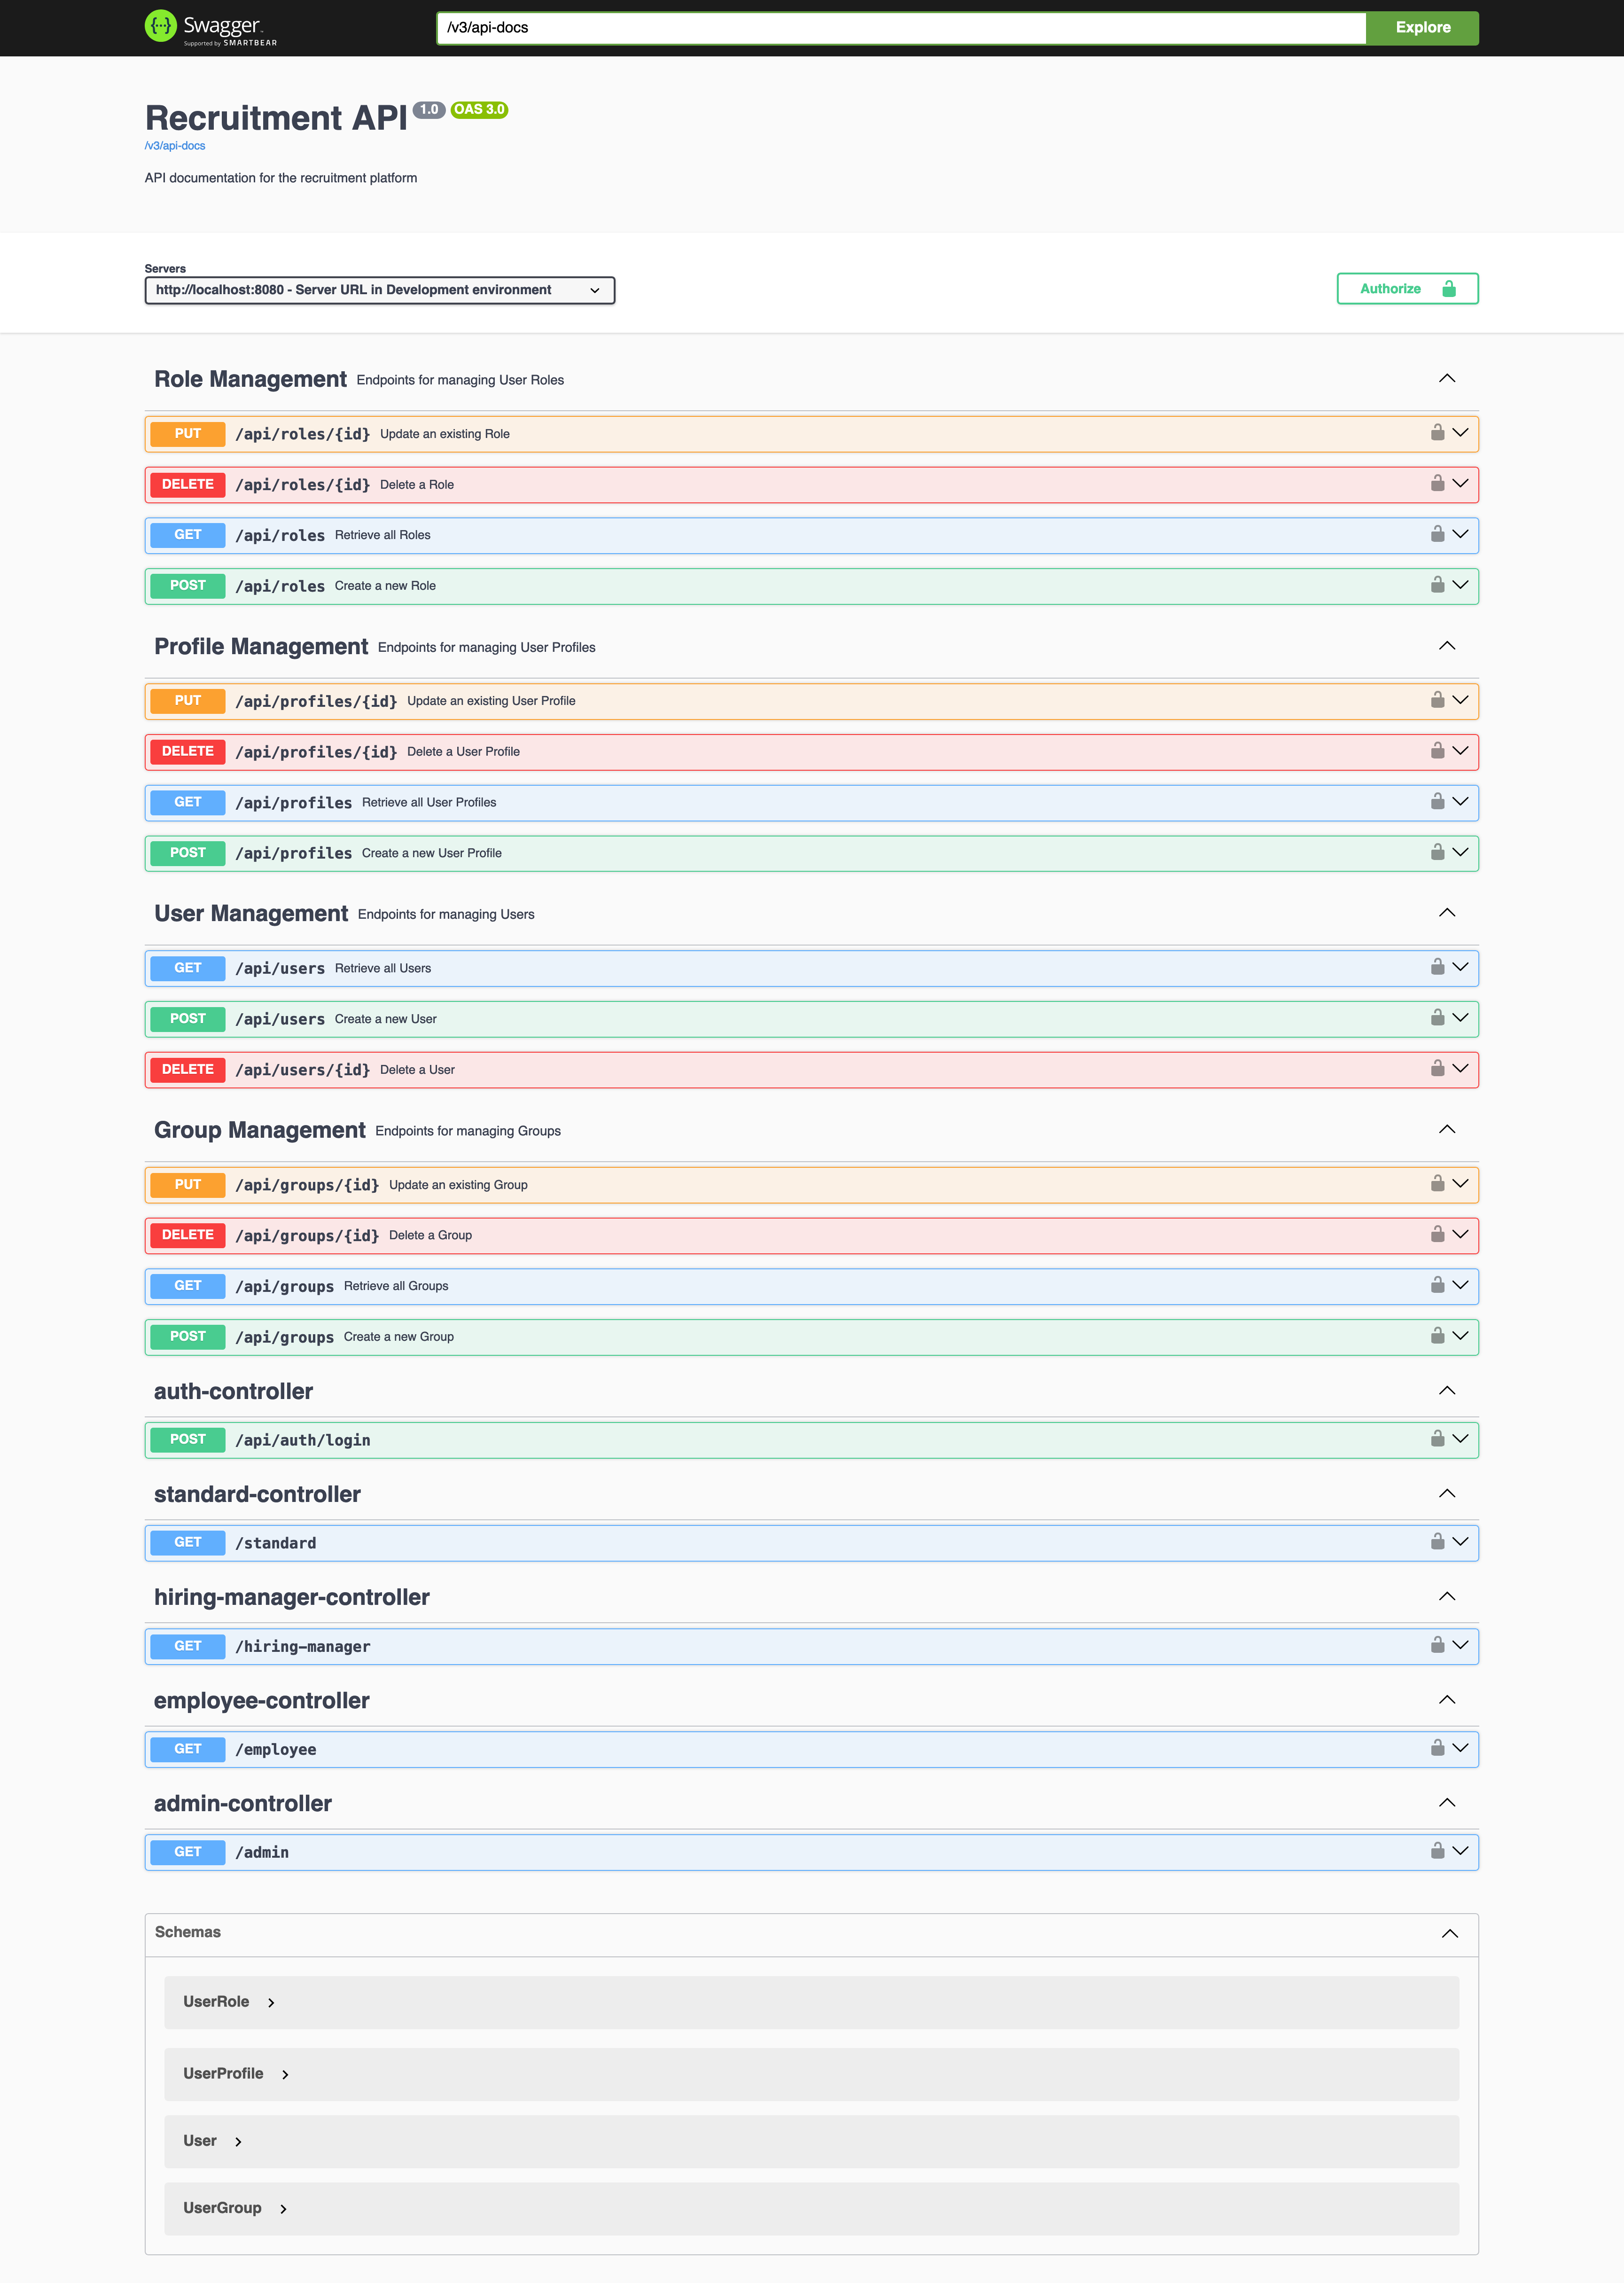 Swagger
Supported by SMARTBEAR
/v3/api-docs
Explore
Recruitment API 1.0 OAS 3.0
/v3/api-docs
API documentation for the recruitment platform
Servers
http://localhost:8080 - Server URL in Development environment
Authorize
Role Management Endpoints for managing User Roles
PUT /api/roles/{id} Update an existing Role
DELETE /api/roles/{id} Delete a Role
GET /api/roles Retrieve all Roles
POST /api/roles Create a new Role
Profile Management Endpoints for managing User Profiles
PUT /api/profiles/{id} Update an existing User Profile
DELETE /api/profiles/{id} Delete a User Profile
GET /api/profiles Retrieve all User Profiles
POST /api/profiles Create a new User Profile
User Management Endpoints for managing Users
GET /api/users Retrieve all Users
POST /api/users Create a new User
DELETE /api/users/{id} Delete a User
Group Management Endpoints for managing Groups
PUT /api/groups/{id} Update an existing Group
DELETE /api/groups/{id} Delete a Group
GET /api/groups Retrieve all Groups
POST /api/groups Create a new Group
auth-controller
POST /api/auth/login
standard-controller
GET /standard
hiring-manager-controller
GET /hiring-manager
employee-controller
GET /employee
admin-controller
GET /admin
Schemas
UserRole
UserProfile
User
UserGroup